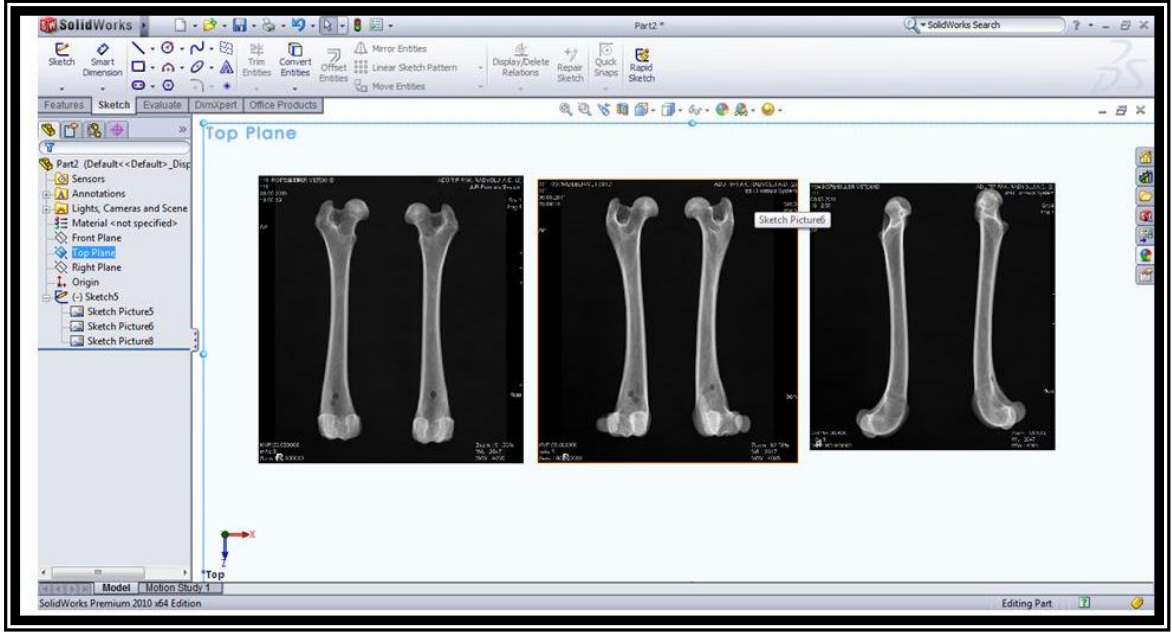 SolidWorks
Part2 *
SolidWorks Search
Sketch
Smart Dimension
Trim Entities
Convert Entities
Offset Entities
Mirror Entities
Linear Sketch Pattern
Move Entities
Display/Delete Relations
Repair Sketch
Quick Snaps
Rapid Sketch
Features Sketch Evaluate DimXpert Office Products
Part2 (Default<<Default>_Disp
Sensors
Annotations
Lights, Cameras and Scene
Material <not specified>
Front Plane
Top Plane
Right Plane
Origin
(-) Sketch5
Sketch Picture5
Sketch Picture6
Sketch Picture8
Top Plane
Sketch Picture6
X
Z
*Top
Model Motion Study 1
SolidWorks Premium 2010 x64 Edition
Editing Part